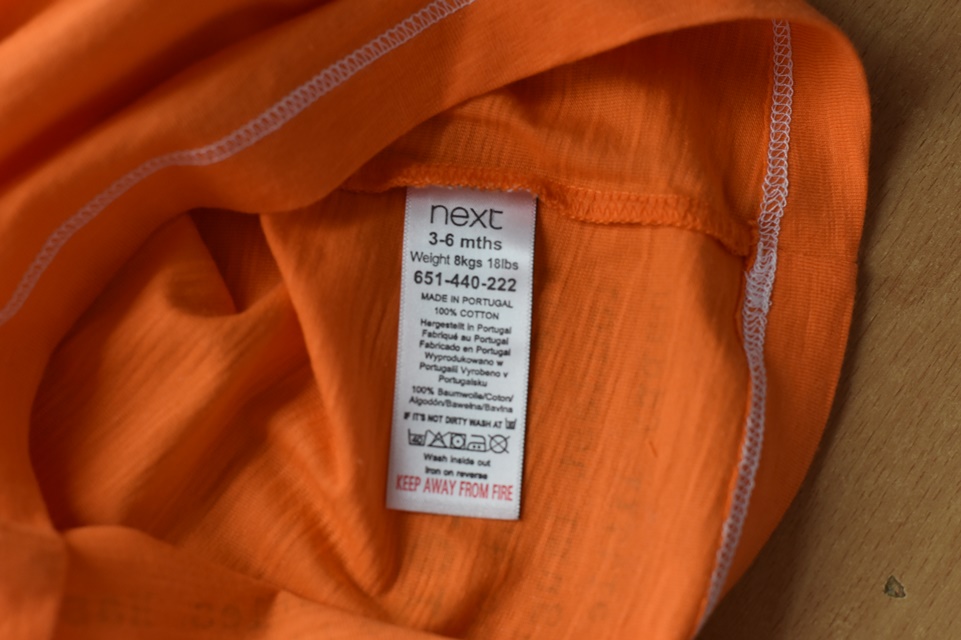 next
3-6 mths
Weight 8kgs 18lbs
651-440-222
MADE IN PORTUGAL
100% COTTON
Hergestellt in Portugal
Fabriqué au Portugal
Fabricado en Portugal
Wyprodukowano w
Portugalii Vyrobeno v
Portugalsku
100% Baumwolle/Coton/
Algodón/Bawełna/Bavlna
IF IT'S NOT DIRTY WASH AT
Wash inside out
Iron on reverse
KEEP AWAY FROM FIRE